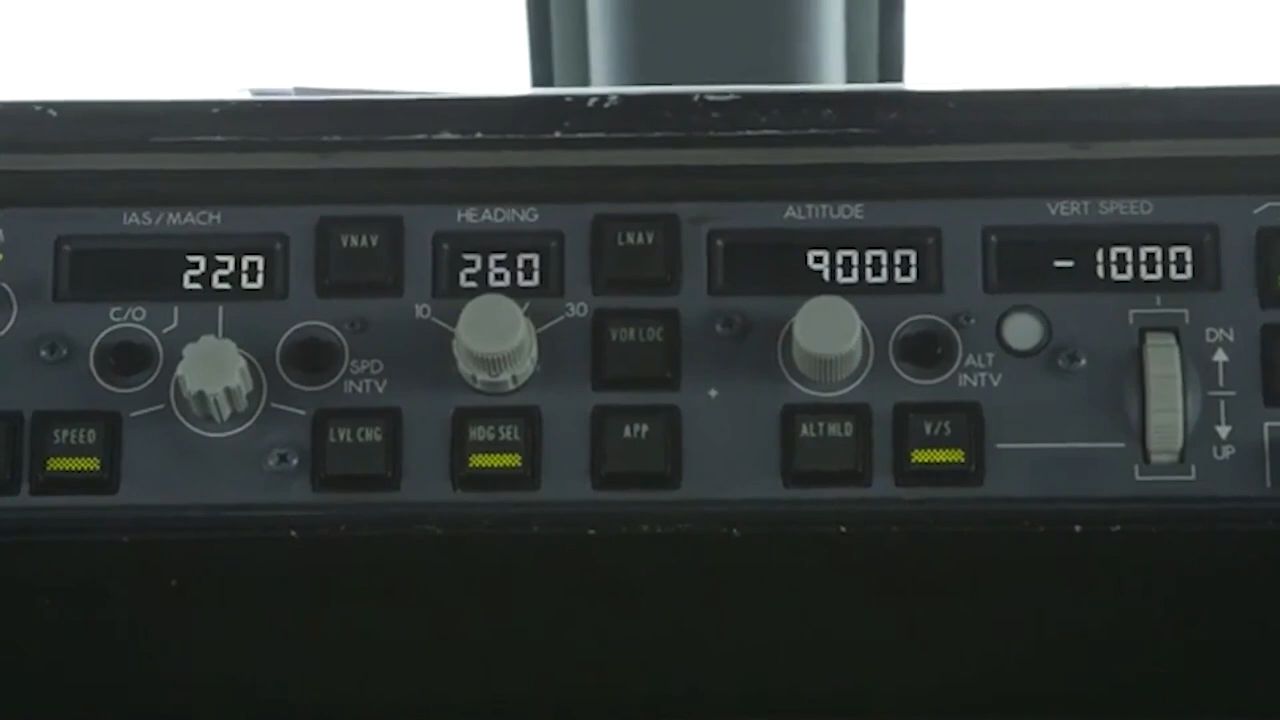 IAS/MACH
220
VNAV
HEADING
260
LNAV
ALTITUDE
9000
VERT SPEED
-1000
C/O
SPD
INTV
10
30
VOR LOC
ALT
INTV
DN
UP
SPEED
LVL CHG
HDG SEL
APP
ALT HLD
V/S